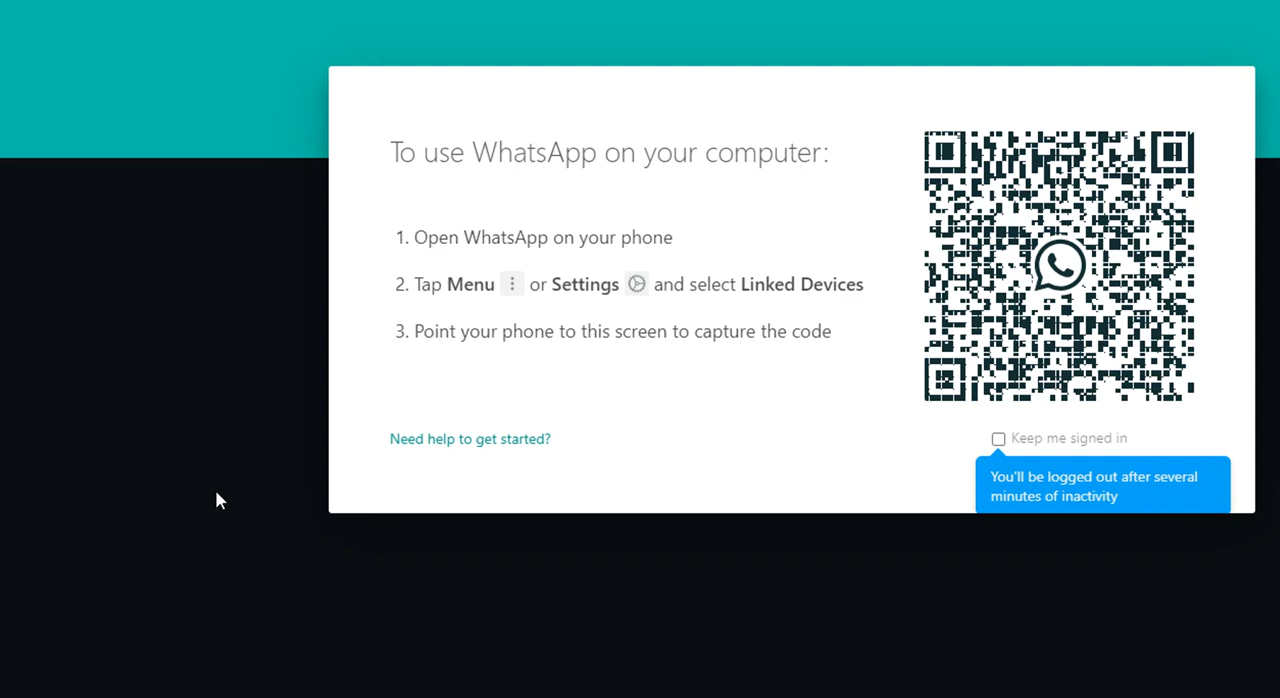 To use WhatsApp on your computer:
1. Open WhatsApp on your phone
2. Tap Menu or Settings and select Linked Devices
3. Point your phone to this screen to capture the code
Need help to get started?
Keep me signed in
You'll be logged out after several
minutes of inactivity